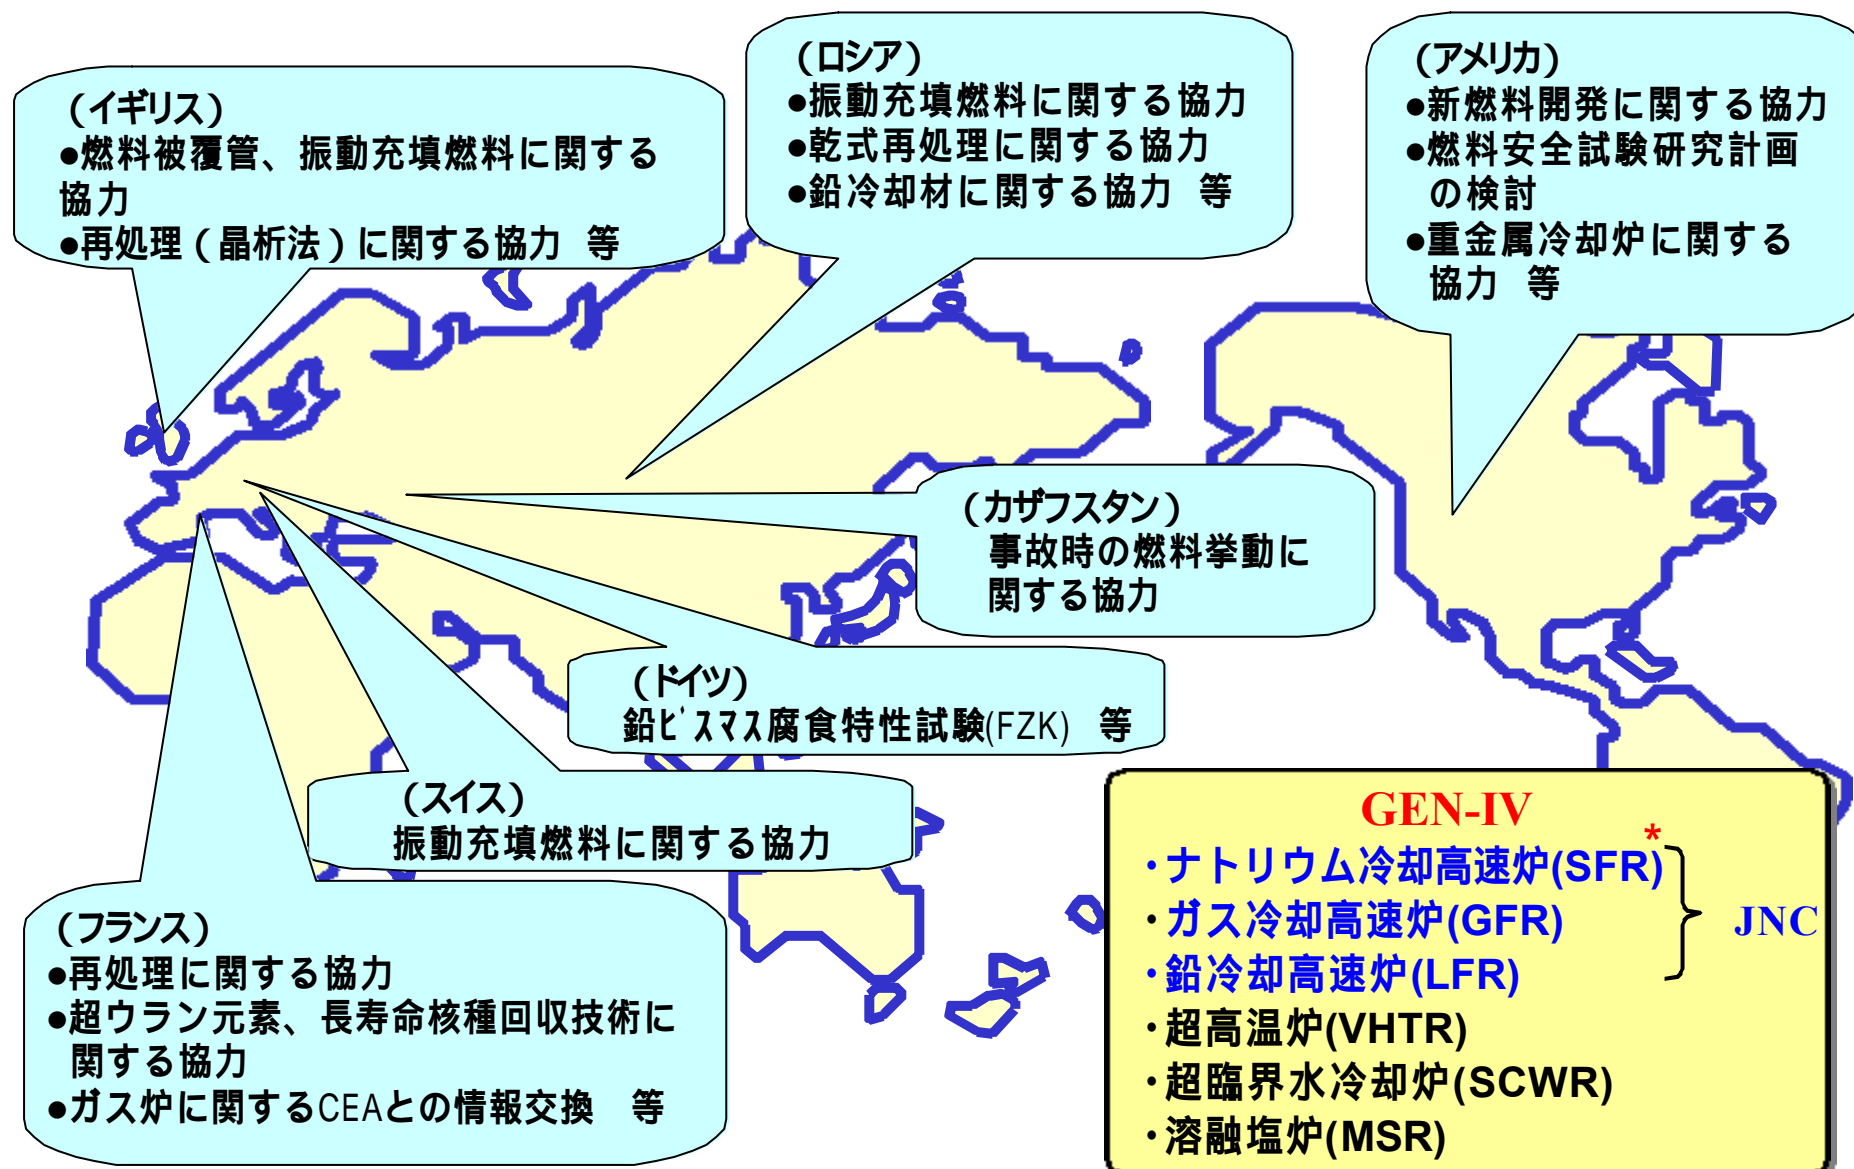 （イギリス）
●燃料被覆管、振動充填燃料に関する
協力
●再処理（晶析法）に関する協力　等
（ロシア）
●振動充填燃料に関する協力
●乾式再処理に関する協力
●鉛冷却材に関する協力　等
（アメリカ）
●新燃料開発に関する協力
●燃料安全試験研究計画
の検討
●重金属冷却炉に関する
協力　等
（カザフスタン）
事故時の燃料挙動に
関する協力
（ドイツ）
鉛ﾋﾞｽﾏｽ腐食特性試験(FZK)　等
（スイス）
振動充填燃料に関する協力
（フランス）
●再処理に関する協力
●超ウラン元素、長寿命核種回収技術に
関する協力
●ガス炉に関するCEAとの情報交換　等
GEN-IV
・ナトリウム冷却高速炉(SFR)*
・ガス冷却高速炉(GFR)
・鉛冷却高速炉(LFR)
JNC
・超高温炉(VHTR)
・超臨界水冷却炉(SCWR)
・溶融塩炉(MSR)